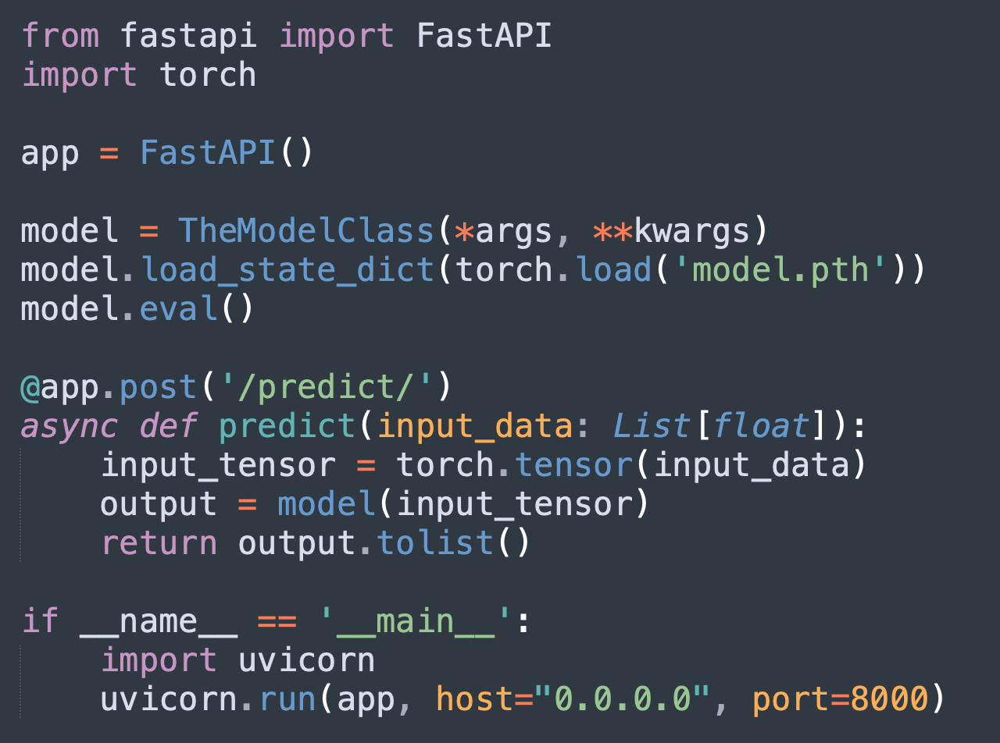 from fastapi import FastAPI
import torch

app = FastAPI()

model = TheModelClass(*args, **kwargs)
model.load_state_dict(torch.load('model.pth'))
model.eval()

@app.post('/predict/')
async def predict(input_data: List[float]):
    input_tensor = torch.tensor(input_data)
    output = model(input_tensor)
    return output.tolist()

if __name__ == '__main__':
    import uvicorn
    uvicorn.run(app, host="0.0.0.0", port=8000)